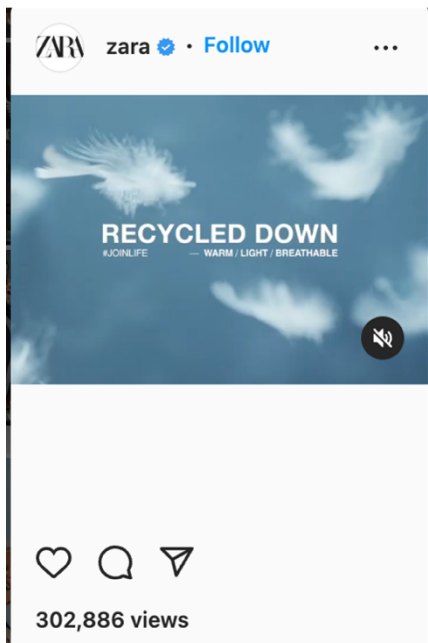 ZARA
zara • Follow
RECYCLED DOWN
#JOINLIFE — WARM / LIGHT / BREATHABLE
302,886 views